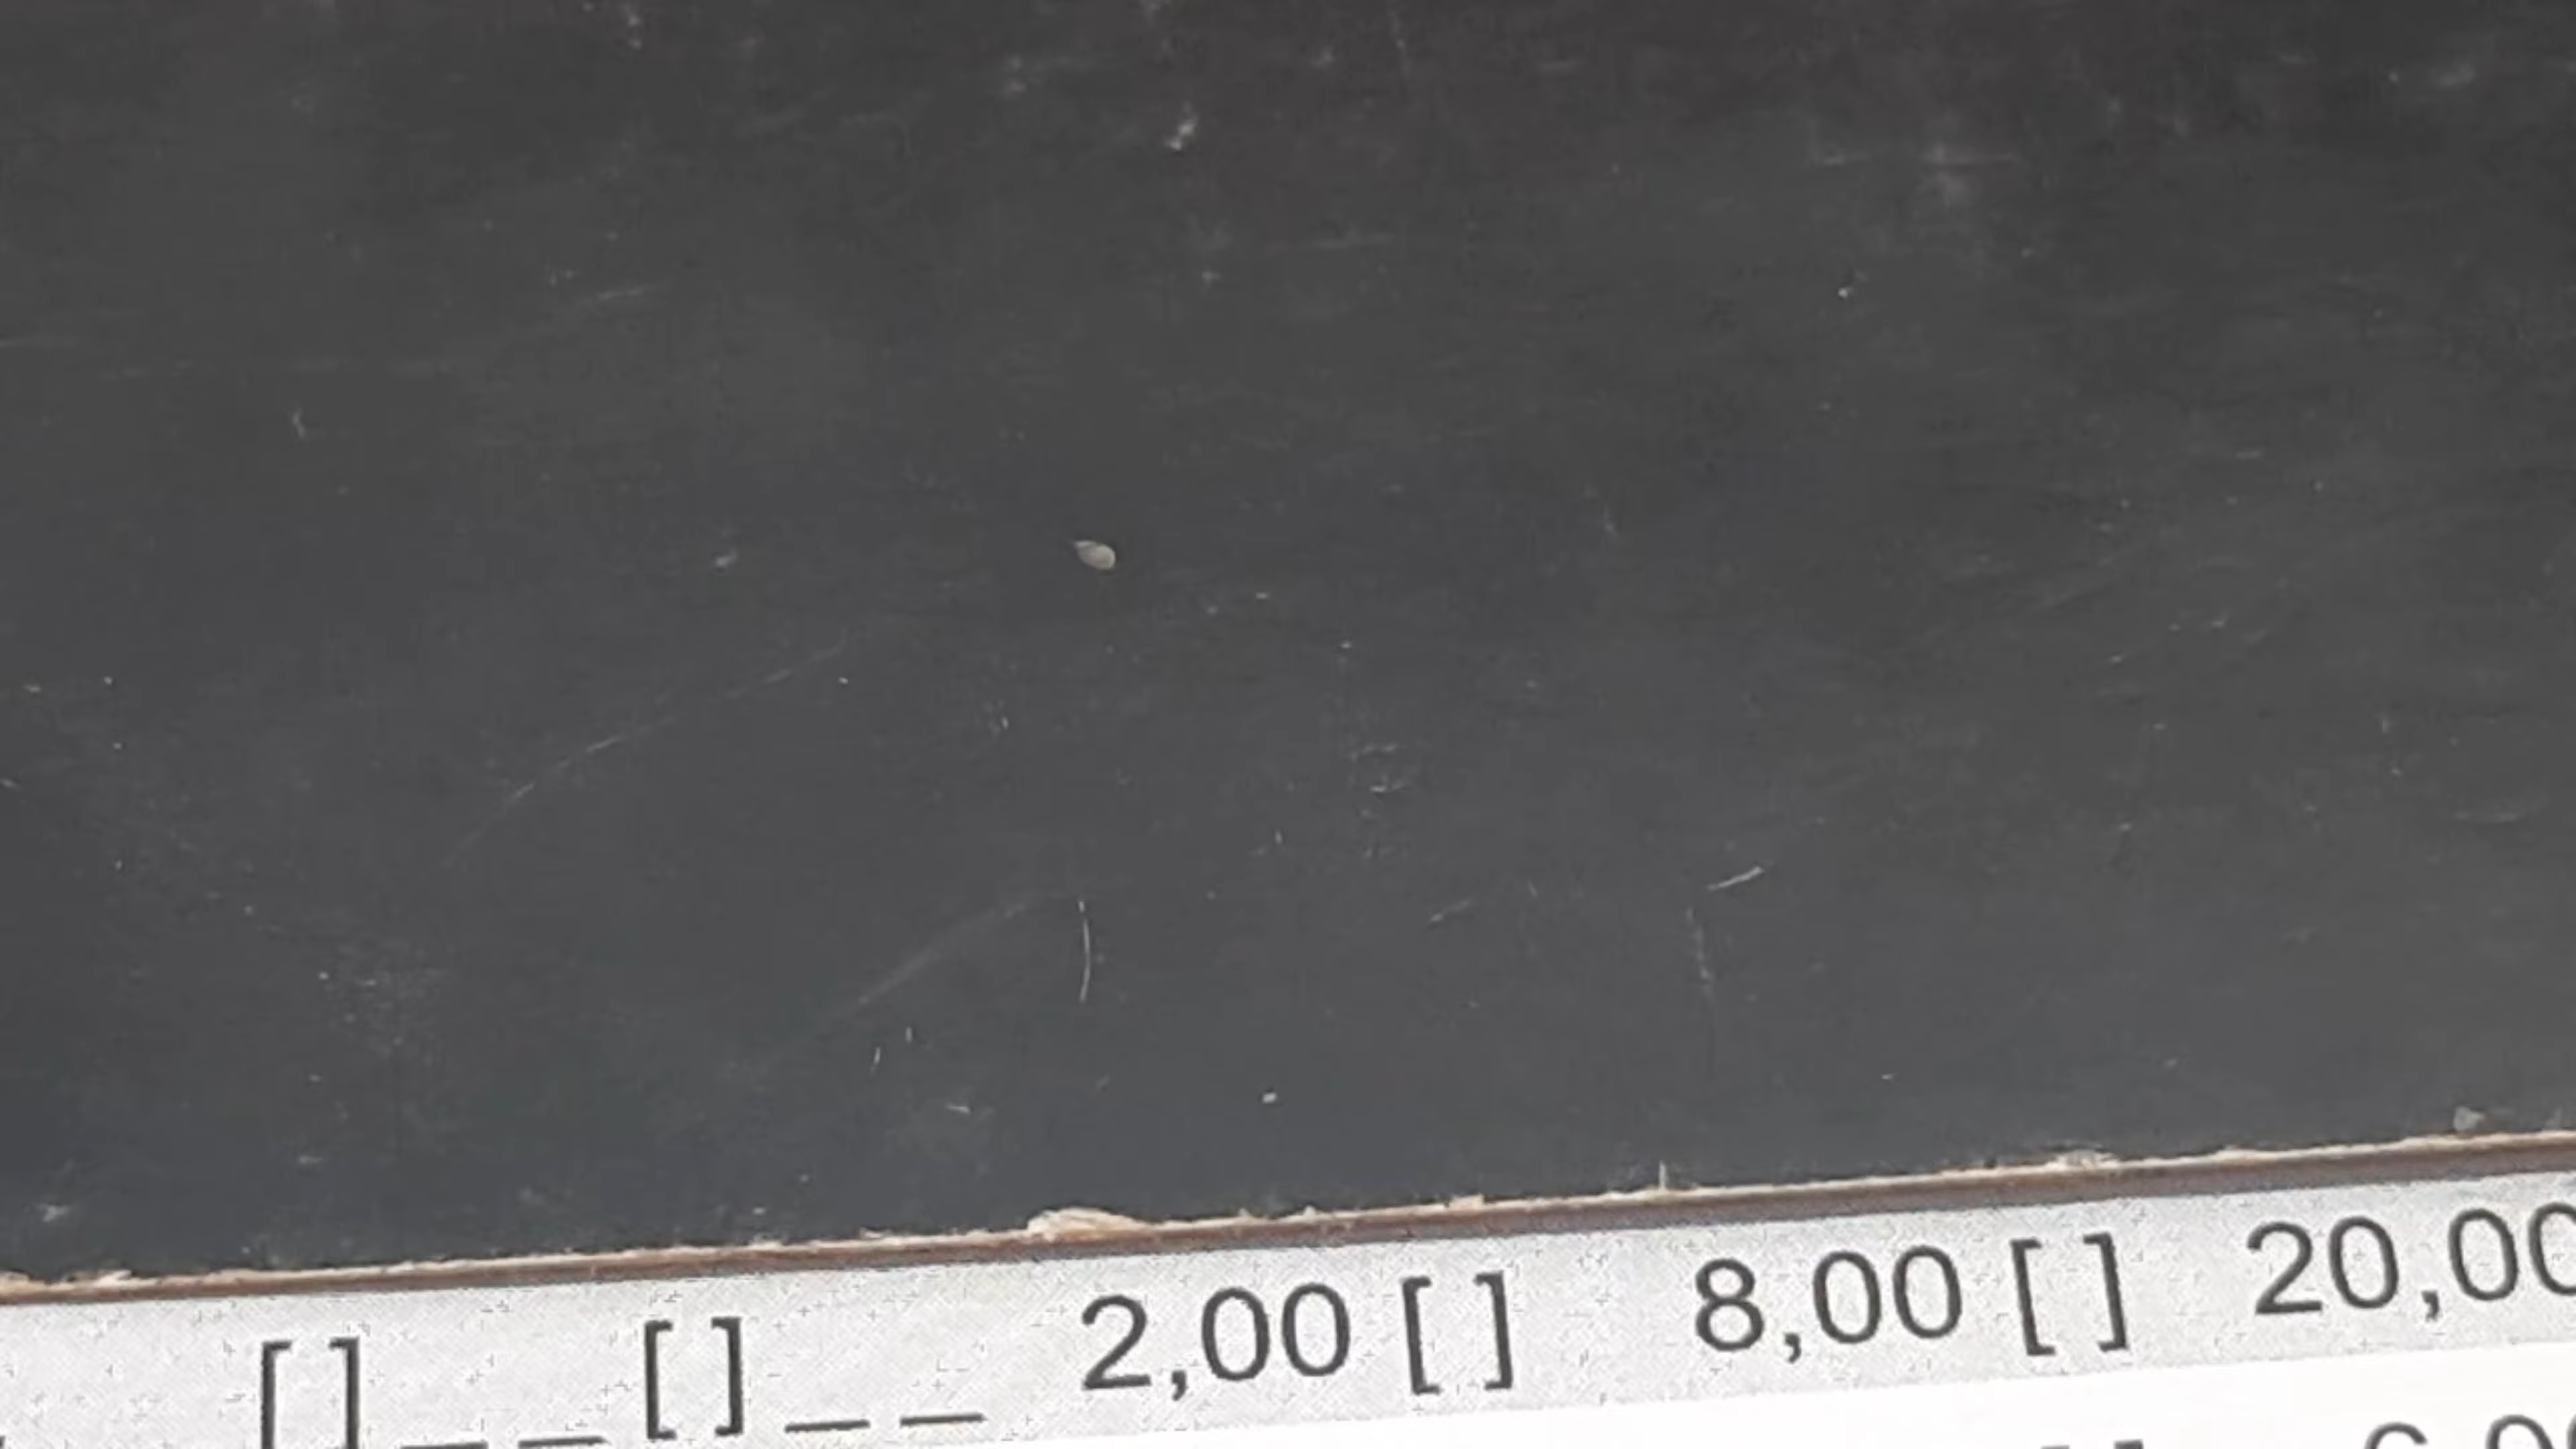 [ ]_ _ _[ ]_ _ 2,00 [ ] 8,00 [ ] 20,00